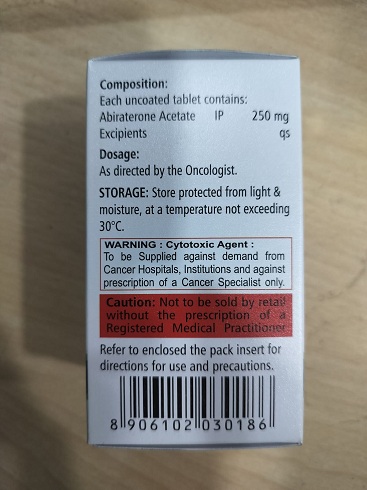 Composition:
Each uncoated tablet contains:
Abiraterone Acetate IP 250 mg
Excipients qs
Dosage:
As directed by the Oncologist.
STORAGE: Store protected from light &
moisture, at a temperature not exceeding
30°C.
WARNING : Cytotoxic Agent :
To be Supplied against demand from
Cancer Hospitals, Institutions and against
prescription of a Cancer Specialist only.
Caution: Not to be sold by retail
without the prescription of a
Registered Medical Practitioner
Refer to enclosed the pack insert for
directions for use and precautions.
8 906102 030186